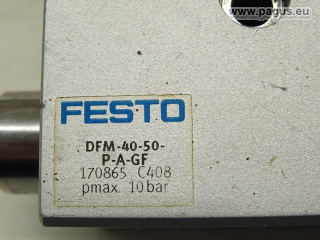 © www.pagus.eu
FESTO
DFM-40-50-
P-A-GF
170865 C408
pmax. 10bar